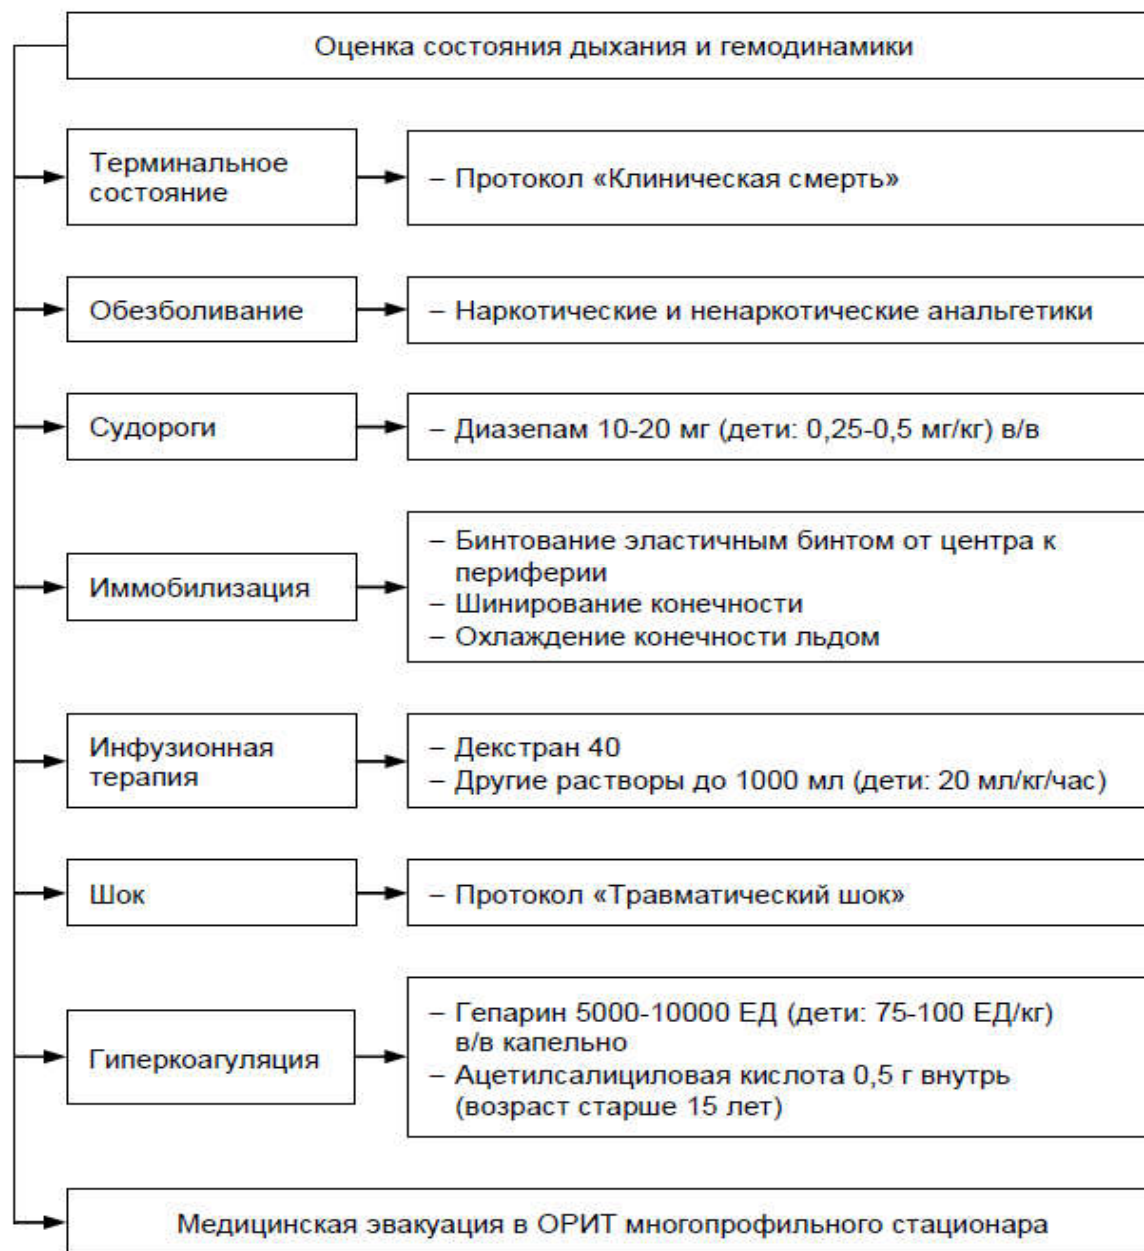 Оценка состояния дыхания и гемодинамики
Терминальное
состояние
– Протокол «Клиническая смерть»
Обезболивание
– Наркотические и ненаркотические анальгетики
Судороги
– Диазепам 10-20 мг (дети: 0,25-0,5 мг/кг) в/в
Иммобилизация
– Бинтование эластичным бинтом от центра к
периферии
– Шинирование конечности
– Охлаждение конечности льдом
Инфузионная
терапия
– Декстран 40
– Другие растворы до 1000 мл (дети: 20 мл/кг/час)
Шок
– Протокол «Травматический шок»
Гиперкоагуляция
– Гепарин 5000-10000 ЕД (дети: 75-100 ЕД/кг)
в/в капельно
– Ацетилсалициловая кислота 0,5 г внутрь
(возраст старше 15 лет)
Медицинская эвакуация в ОРИТ многопрофильного стационара